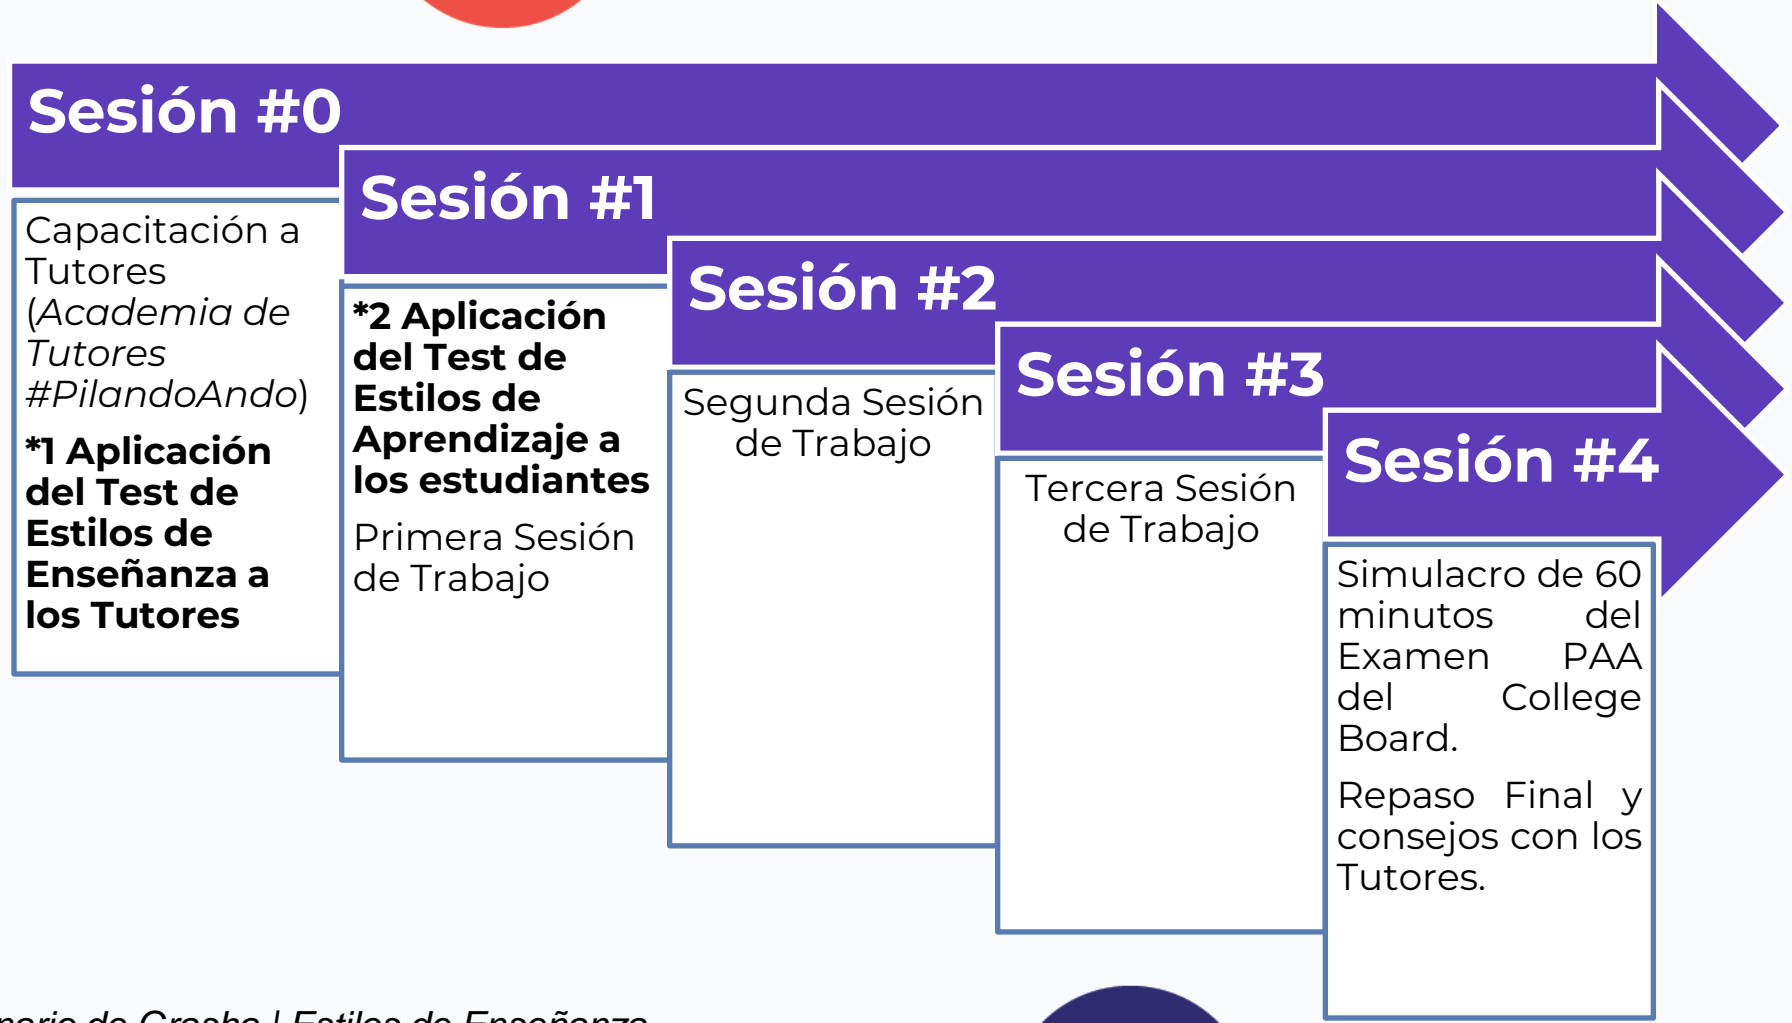 Sesión #0
Capacitación a
Tutores
(Academia de
Tutores
#PilandoAndo)
*1 Aplicación
del Test de
Estilos de
Enseñanza a
los Tutores
Sesión #1
*2 Aplicación
del Test de
Estilos de
Aprendizaje a
los estudiantes
Primera Sesión
de Trabajo
Sesión #2
Segunda Sesión
de Trabajo
Sesión #3
Tercera Sesión
de Trabajo
Sesión #4
Simulacro de 60
minutos del
Examen PAA
del College
Board.
Repaso Final y
consejos con los
Tutores.
de Grasha | Estilos de Enseñanza